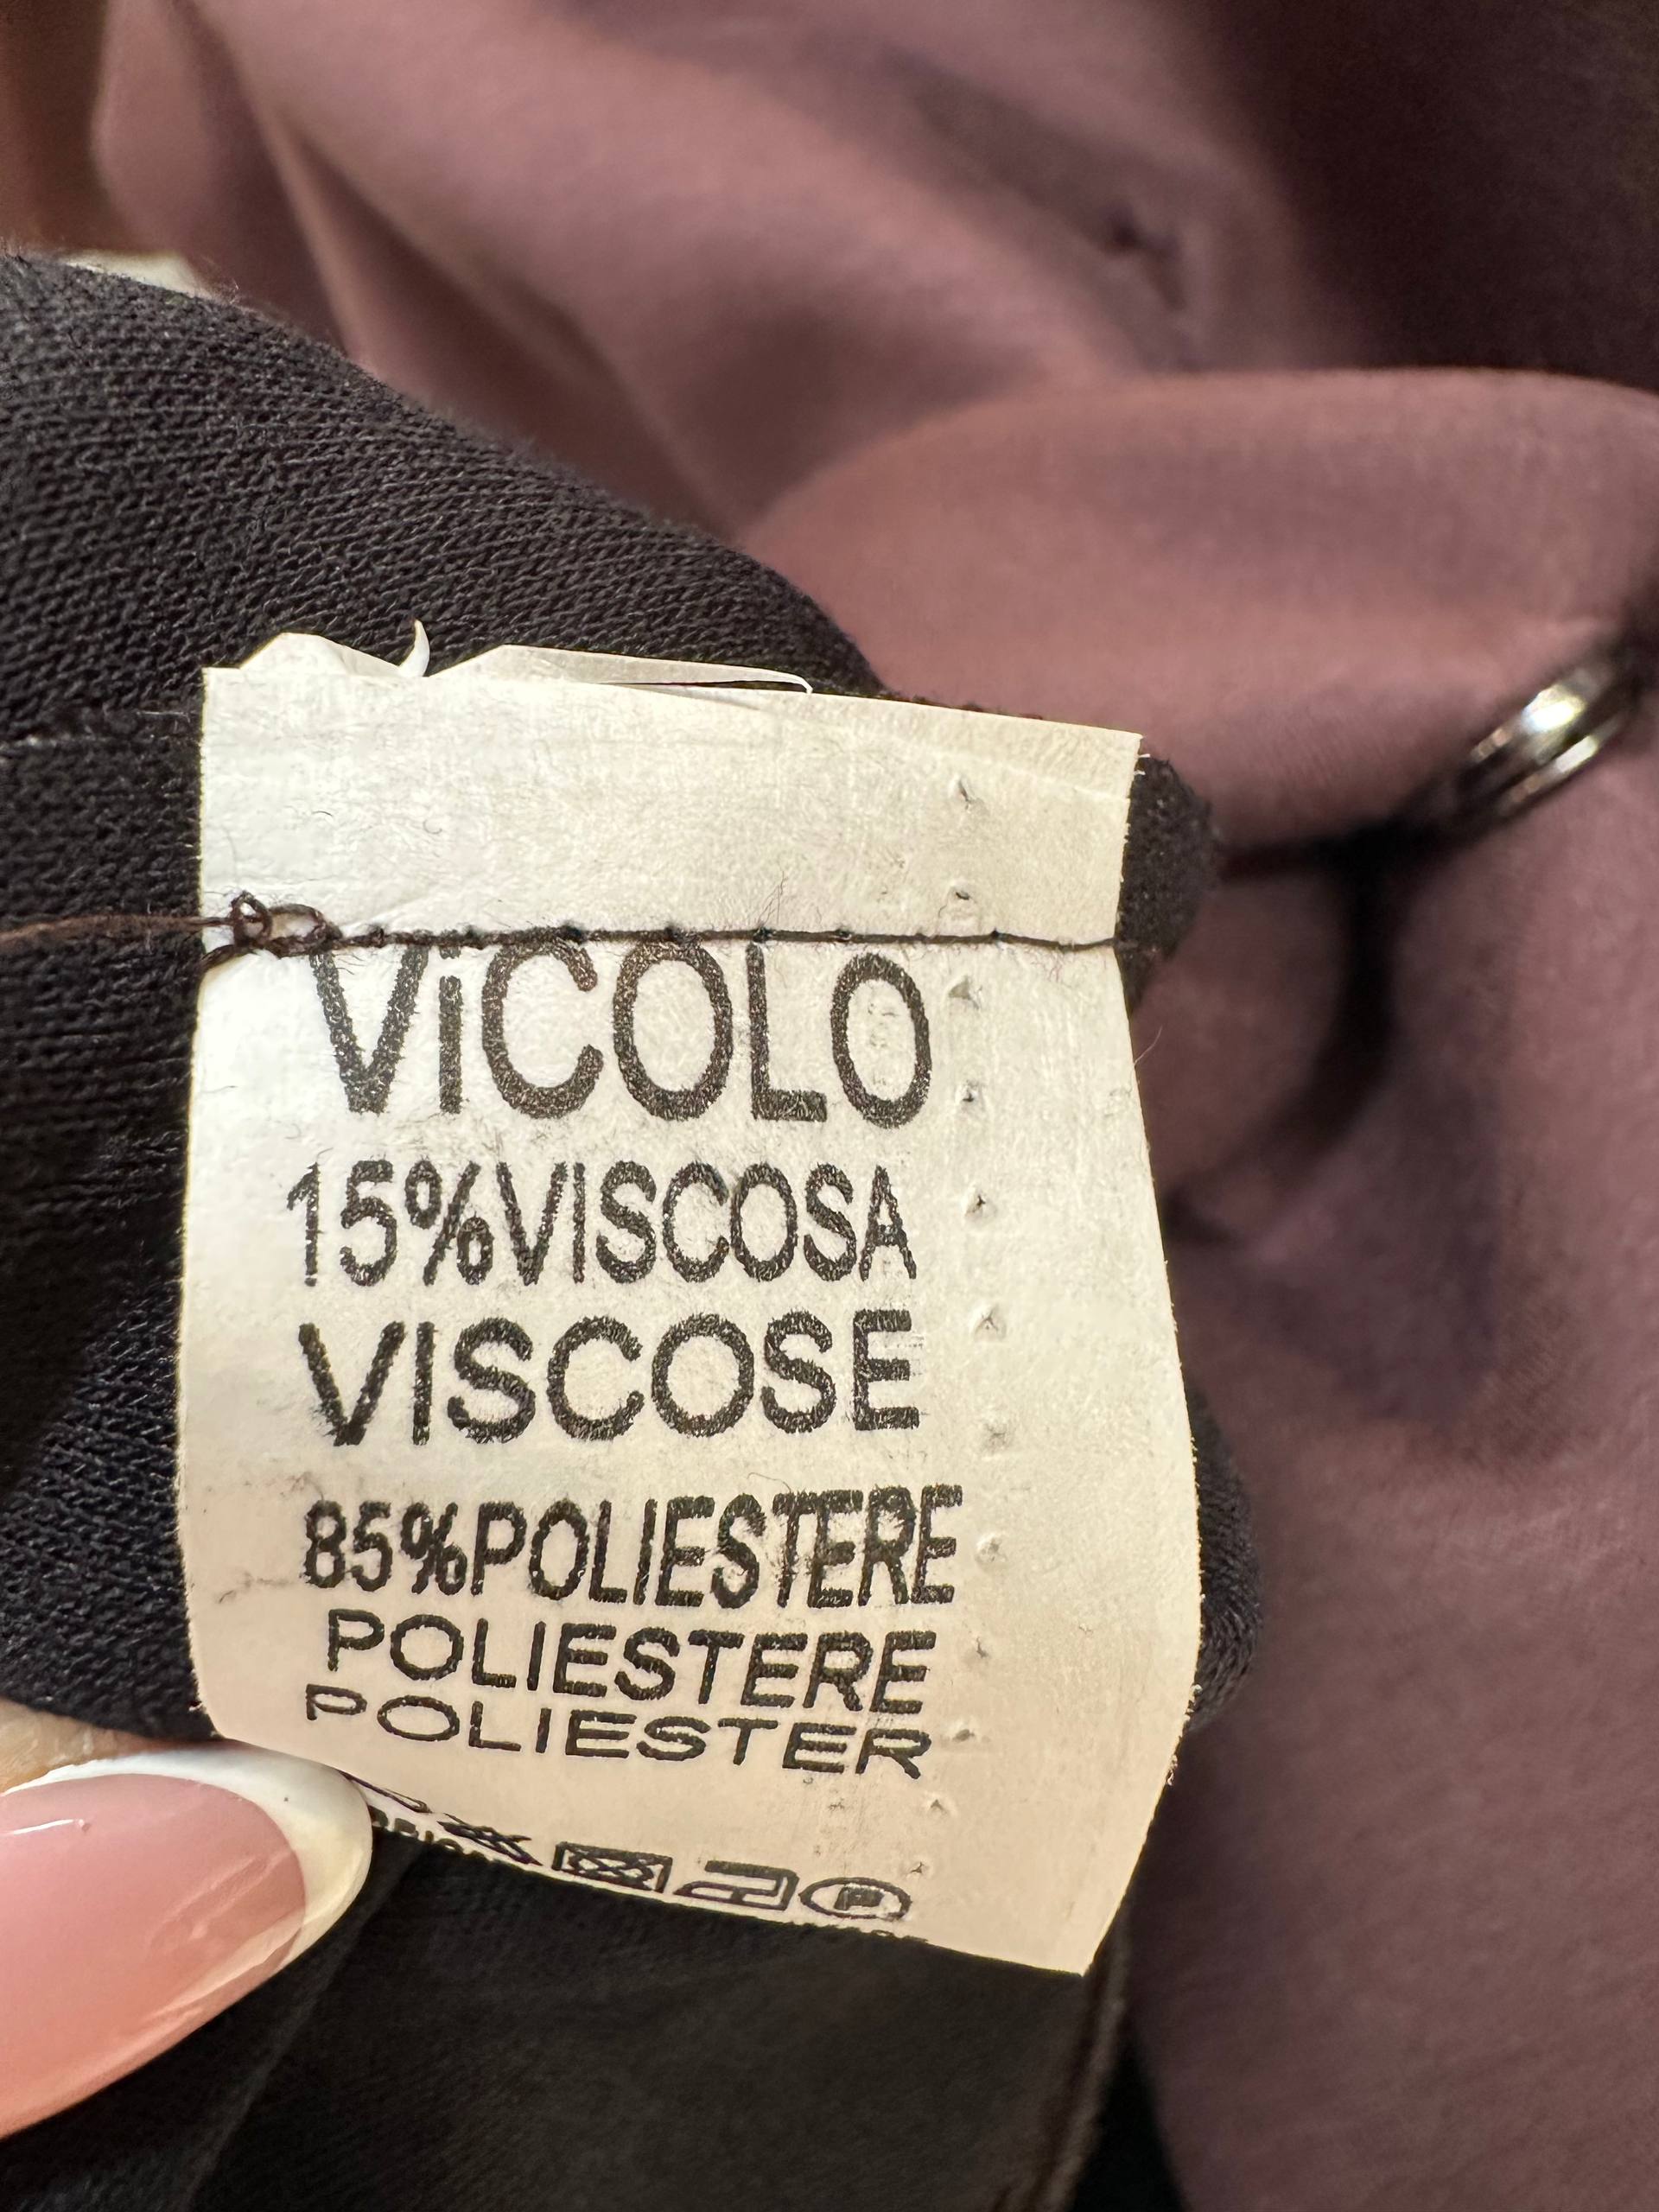 ViCOLO
15%VISCOSA
VISCOSE
85%POLIESTERE
POLIESTERE
POLIESTER
P